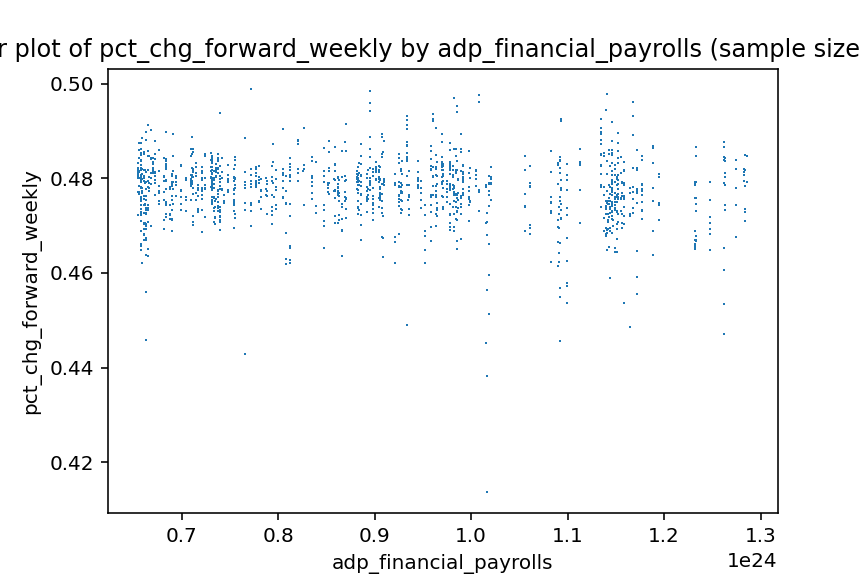 r plot of pct_chg_forward_weekly by adp_financial_payrolls (sample size
0.50
0.48
0.46
0.44
0.42
pct_chg_forward_weekly
0.7 0.8 0.9 1.0 1.1 1.2 1.3
1e24
adp_financial_payrolls